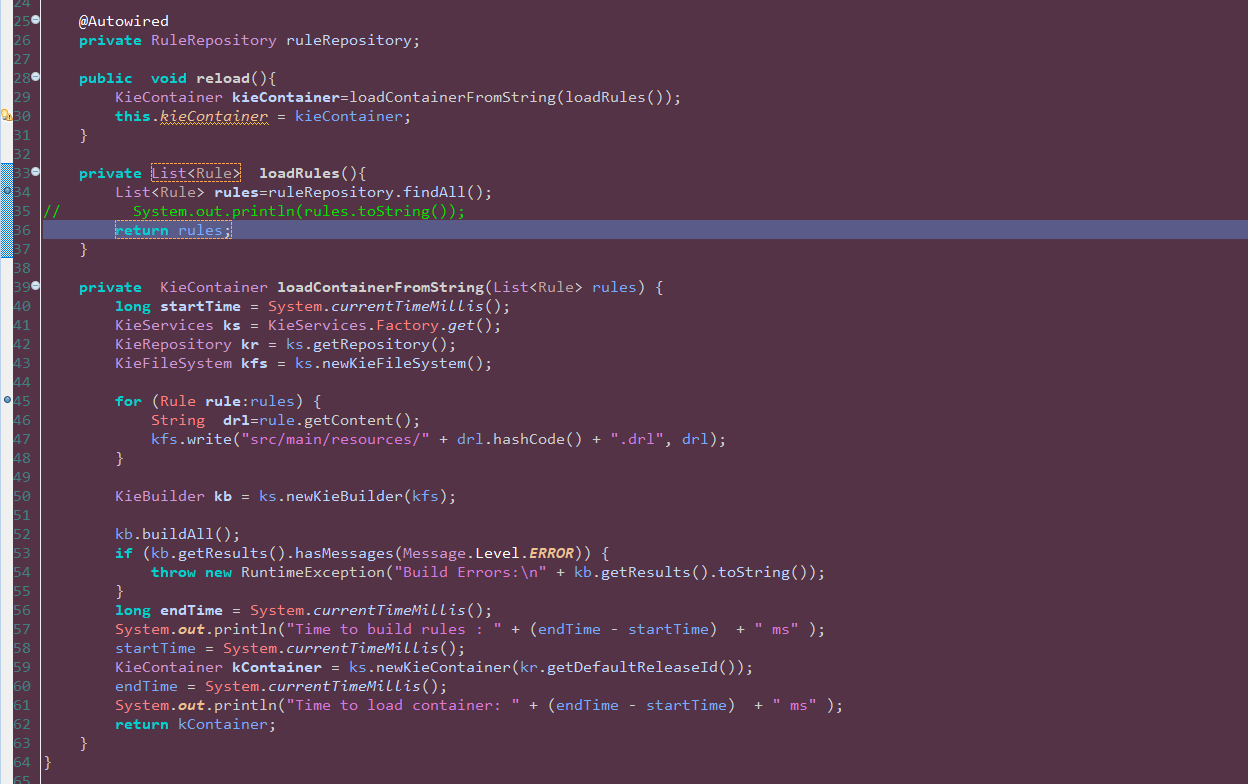 24
25 @Autowired
26 private RuleRepository ruleRepository;
27
28 public  void reload(){
29 KieContainer kieContainer=loadContainerFromString(loadRules());
30 this.kieContainer = kieContainer;
31 }
32
33 private List<Rule>  loadRules(){
34 List<Rule> rules=ruleRepository.findAll();
35 //        System.out.println(rules.toString());
36 return rules;
37 }
38
39 private  KieContainer loadContainerFromString(List<Rule> rules) {
40 long startTime = System.currentTimeMillis();
41 KieServices ks = KieServices.Factory.get();
42 KieRepository kr = ks.getRepository();
43 KieFileSystem kfs = ks.newKieFileSystem();
44
45 for (Rule rule:rules) {
46 String  drl=rule.getContent();
47 kfs.write("src/main/resources/" + drl.hashCode() + ".drl", drl);
48 }
49
50 KieBuilder kb = ks.newKieBuilder(kfs);
51
52 kb.buildAll();
53 if (kb.getResults().hasMessages(Message.Level.ERROR)) {
54 throw new RuntimeException("Build Errors:\n" + kb.getResults().toString());
55 }
56 long endTime = System.currentTimeMillis();
57 System.out.println("Time to build rules : " + (endTime - startTime)  + " ms" );
58 startTime = System.currentTimeMillis();
59 KieContainer kContainer = ks.newKieContainer(kr.getDefaultReleaseId());
60 endTime = System.currentTimeMillis();
61 System.out.println("Time to load container: " + (endTime - startTime)  + " ms" );
62 return kContainer;
63 }
64 }
65